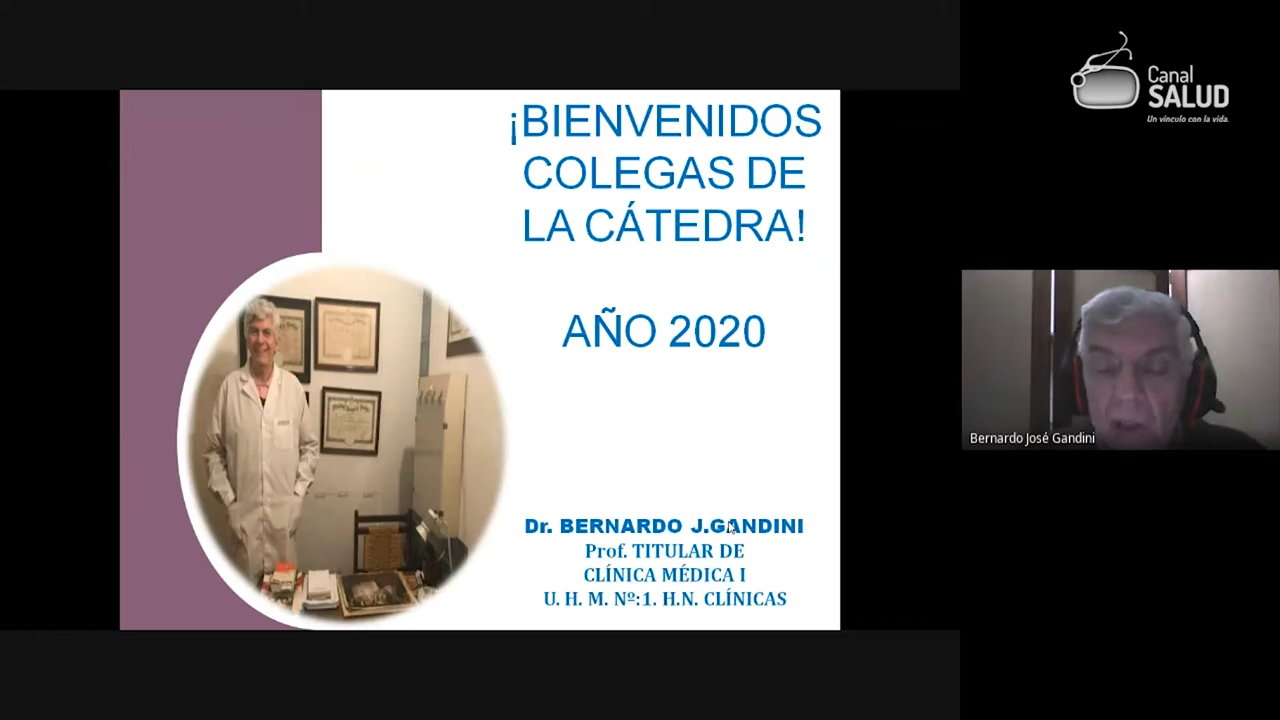 ¡BIENVENIDOS
COLEGAS DE
LA CÁTEDRA!
AÑO 2020
Dr. BERNARDO J.GANDINI
Prof. TITULAR DE
CLÍNICA MÉDICA I
U. H. M. Nº:1. H.N. CLÍNICAS
Canal
SALUD
Un vínculo con la vida.
Bernardo José Gandini